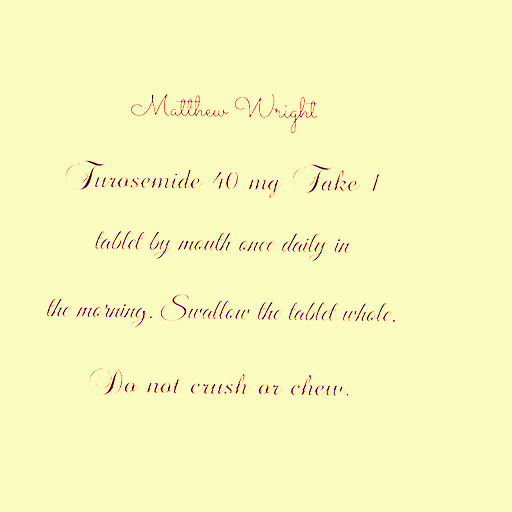 Matthew Wright
Furosemide 40 mg Take 1
tablet by mouth once daily in
the morning. Swallow the tablet whole.
Do not crush or chew.